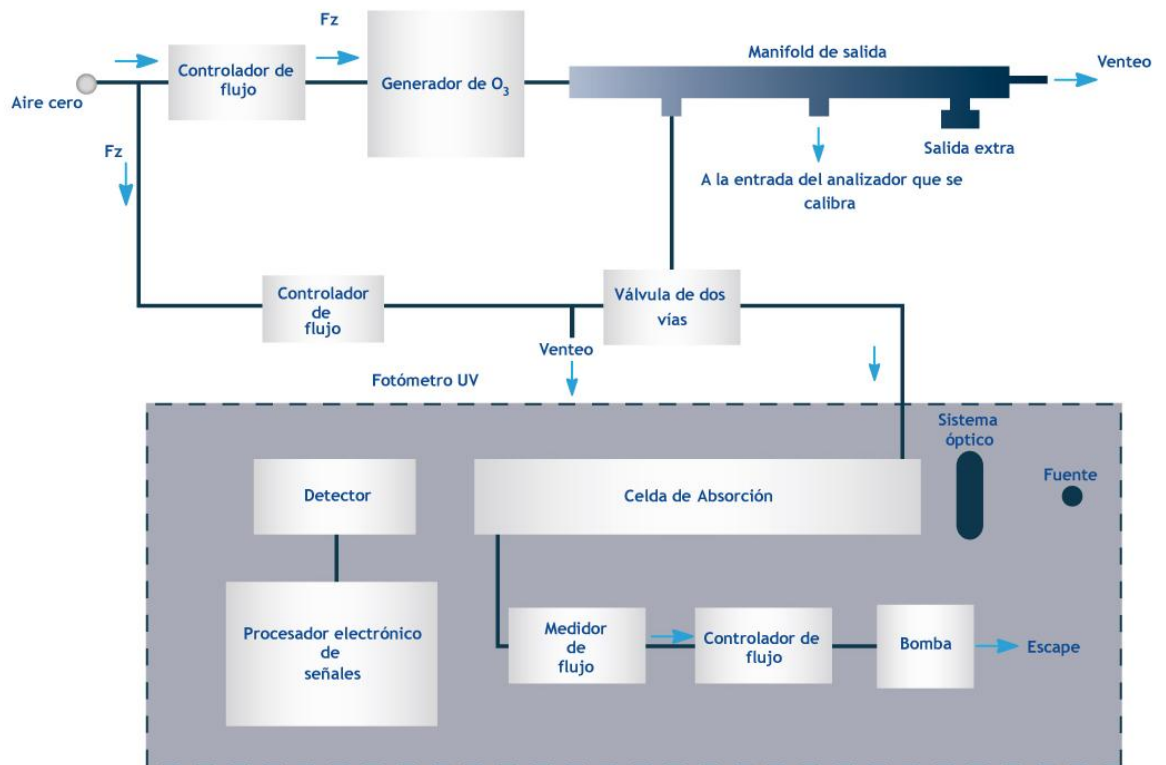 Fz
Manifold de salida
Controlador de
flujo
Generador de O₃
Venteo
Aire cero
Fz
Salida extra
A la entrada del analizador que se
calibra
Controlador
de
flujo
Válvula de dos
vías
Venteo
Fotómetro UV
Sistema
óptico
Fuente
Detector
Celda de Absorción
Procesador electrónico
de
señales
Medidor
de
flujo
Controlador de
flujo
Bomba
Escape